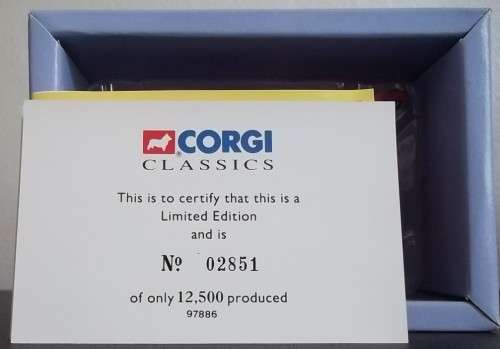 CORGI
CLASSICS
This is to certify that this is a
Limited Edition
and is
Nº 02851
of only 12,500 produced
97886